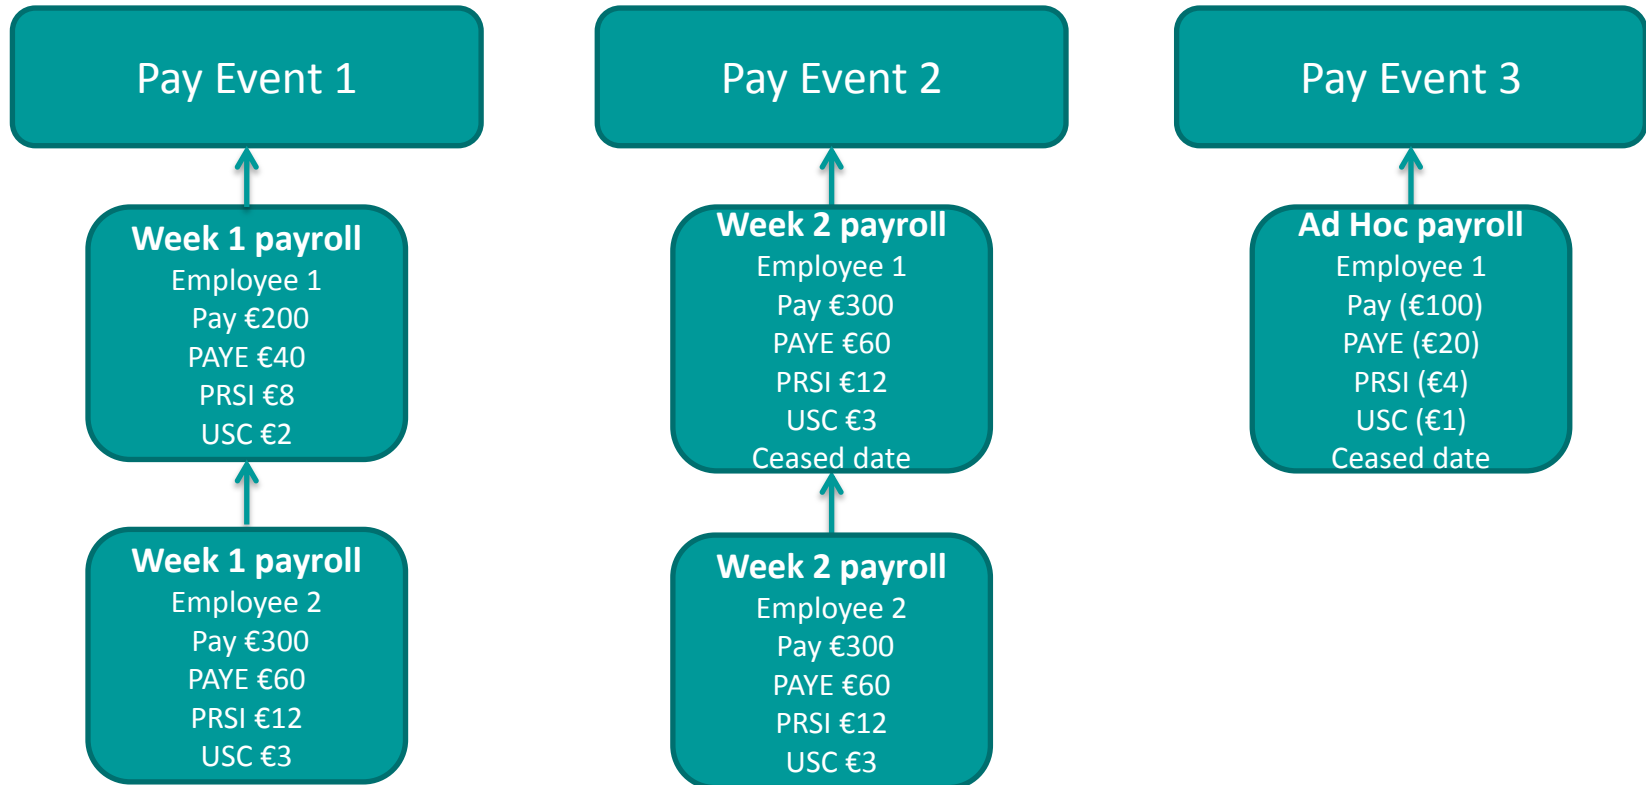 Pay Event 1
Week 1 payroll
Employee 1
Pay €200
PAYE €40
PRSI €8
USC €2
Week 1 payroll
Employee 2
Pay €300
PAYE €60
PRSI €12
USC €3
Pay Event 2
Week 2 payroll
Employee 1
Pay €300
PAYE €60
PRSI €12
USC €3
Ceased date
Week 2 payroll
Employee 2
Pay €300
PAYE €60
PRSI €12
USC €3
Pay Event 3
Ad Hoc payroll
Employee 1
Pay (€100)
PAYE (€20)
PRSI (€4)
USC (€1)
Ceased date